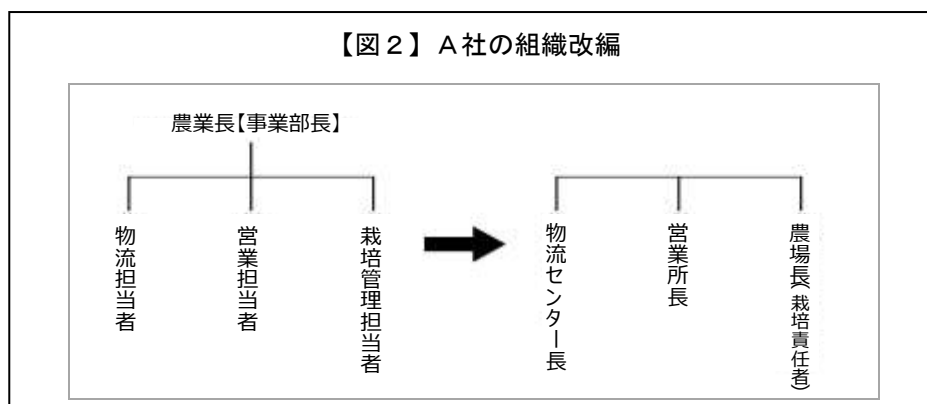 【図２】Ａ社の組織改編
農業長【事業部長】
物流担当者
営業担当者
栽培管理担当者
物流センター長
営業所長
農場長（栽培責任者）